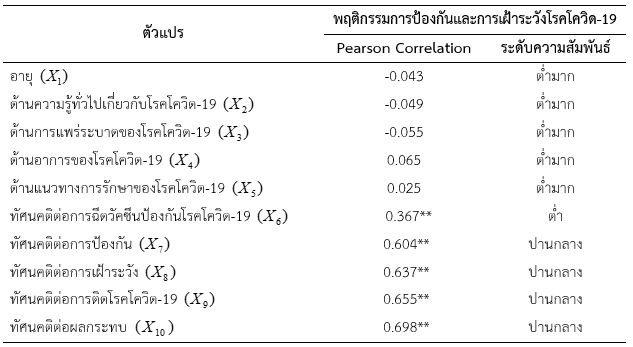 ตัวแปร พฤติกรรมการป้องกันและการเฝ้าระวังโรคโควิด-19
Pearson Correlation ระดับความสัมพันธ์
อายุ (X1) -0.043 ต่ำมาก
ด้านความรู้ทั่วไปเกี่ยวกับโรคโควิด-19 (X2) -0.049 ต่ำมาก
ด้านการแพร่ระบาดของโรคโควิด-19 (X3) -0.055 ต่ำมาก
ด้านอาการของโรคโควิด-19 (X4) 0.065 ต่ำมาก
ด้านแนวทางการรักษาของโรคโควิด-19 (X5) 0.025 ต่ำมาก
ทัศนคติต่อการฉีดวัคซีนป้องกันโรคโควิด-19 (X6) 0.367** ต่ำ
ทัศนคติต่อการป้องกัน (X7) 0.604** ปานกลาง
ทัศนคติต่อการเฝ้าระวัง (X8) 0.637** ปานกลาง
ทัศนคติต่อการติดโรคโควิด-19 (X9) 0.655** ปานกลาง
ทัศนคติต่อผลกระทบ (X10) 0.698** ปานกลาง